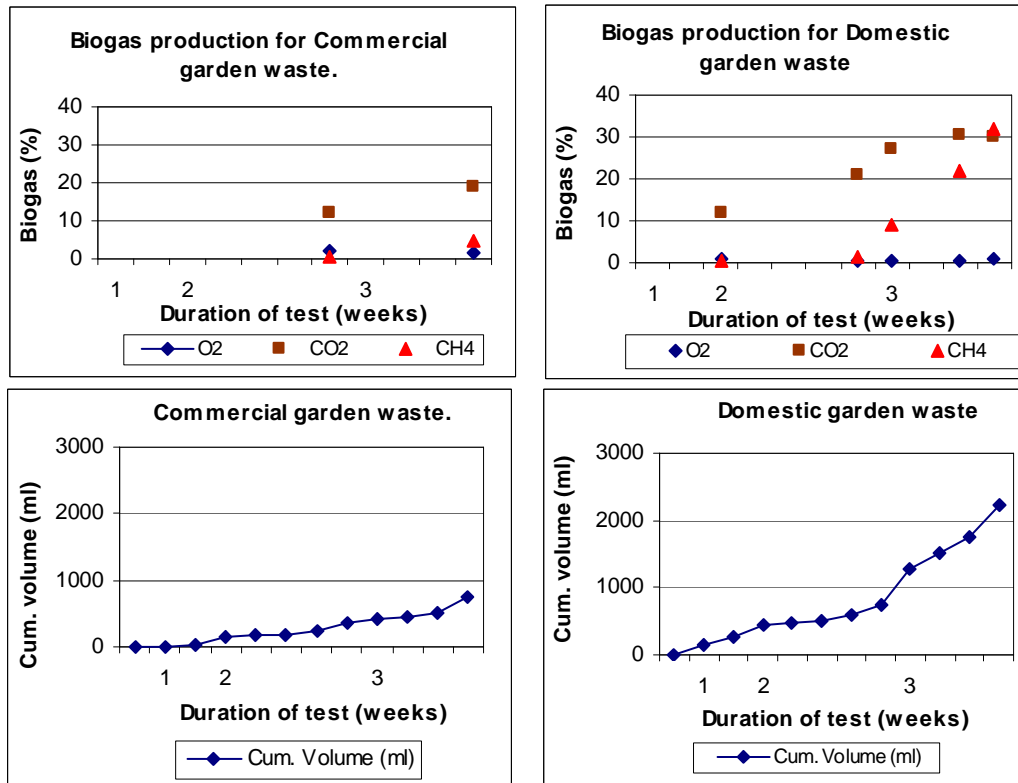 Biogas production for Commercial
garden waste.
40
30
20
10
0
Biogas (%)
1 2 3
Duration of test (weeks)
O2 CO2 CH4
Biogas production for Domestic
garden waste
40
30
20
10
0
Biogas (%)
1 2 3
Duration of test (weeks)
O2 CO2 CH4
Commercial garden waste.
3000
2000
1000
0
Cum. volume (ml)
1 2 3
Duration of test (weeks)
Cum. Volume (ml)
Domestic garden waste
3000
2000
1000
0
Cum. volume (ml)
1 2 3
Duration of test (weeks)
Cum. Volume (ml)